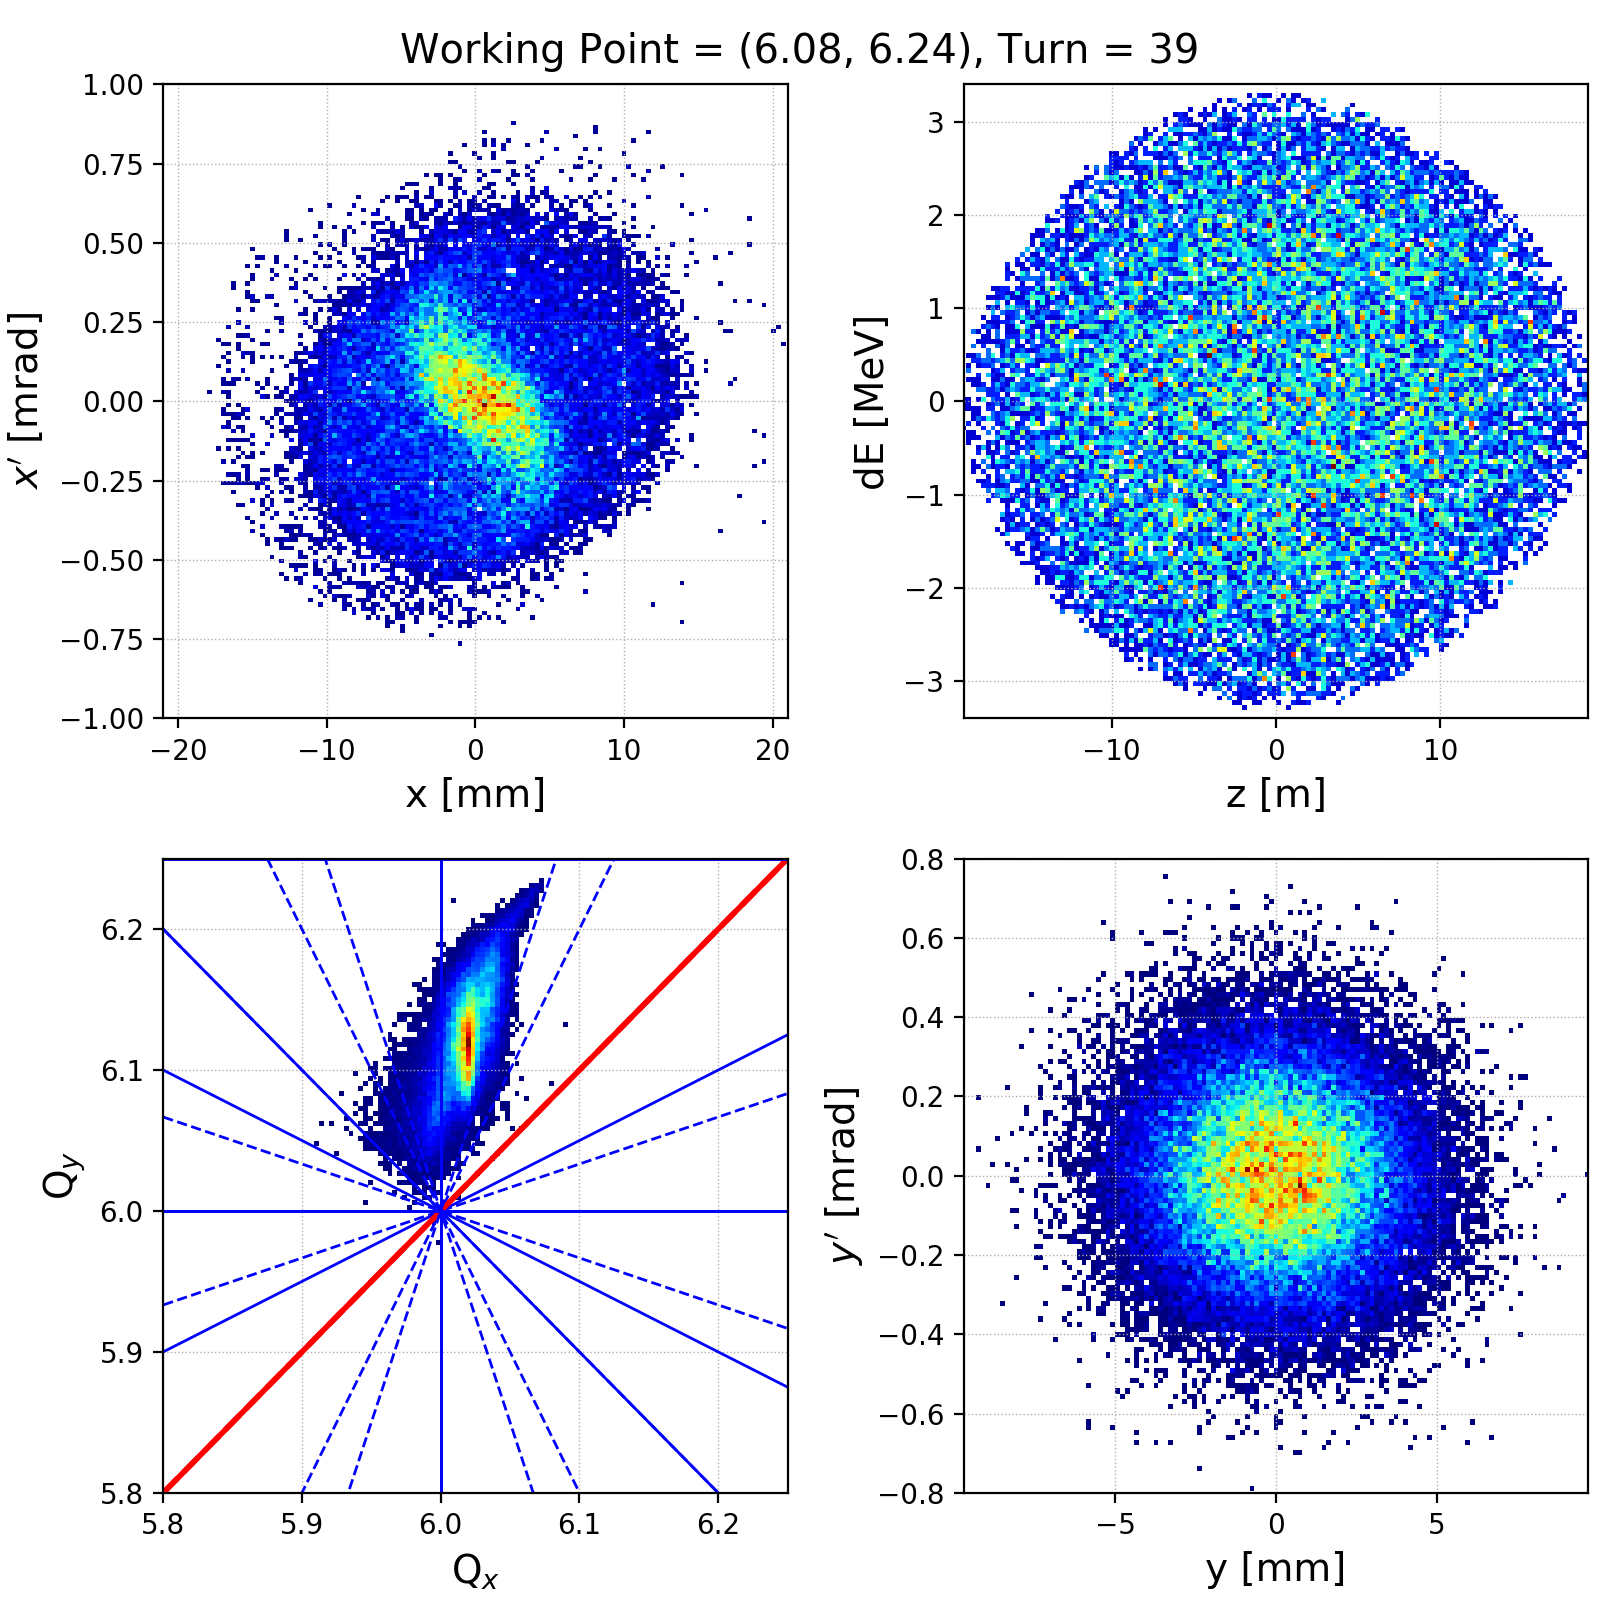 Working Point = (6.08, 6.24), Turn = 39
1.00
0.75
0.50
0.25
0.00
−0.25
−0.50
−0.75
−1.00
x′ [mrad]
−20 −10 0 10 20
x [mm]
3
2
1
0
−1
−2
−3
dE [MeV]
−10 0 10
z [m]
6.2
6.1
6.0
5.9
5.8
Qy
5.8 5.9 6.0 6.1 6.2
Qx
0.8
0.6
0.4
0.2
0.0
−0.2
−0.4
−0.6
−0.8
y′ [mrad]
−5 0 5
y [mm]